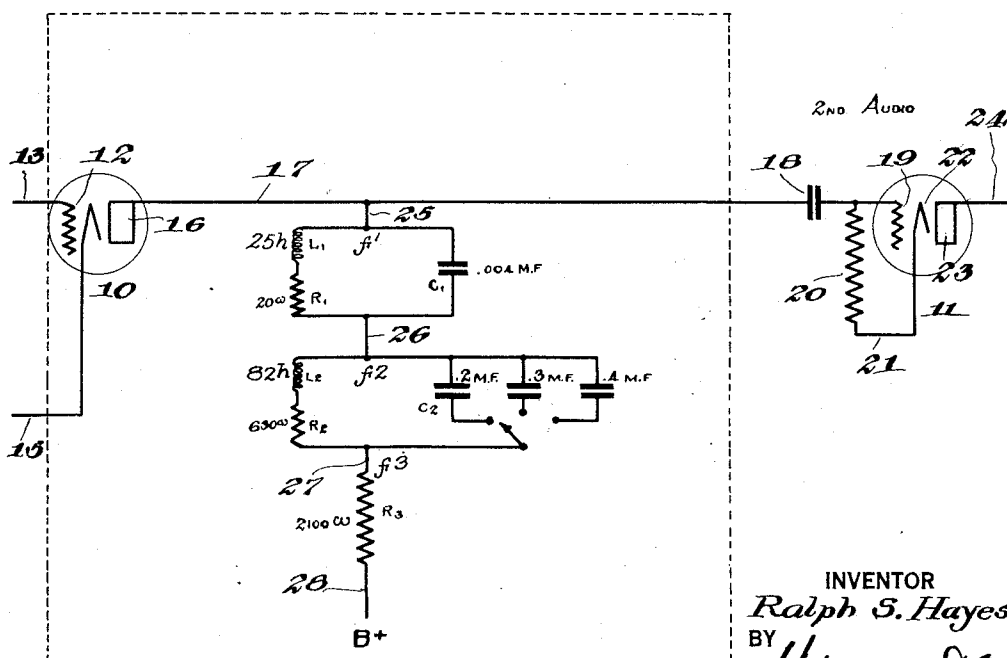 2ND AUDIO
24
13
12
17
18
19
22
16
25
25h L1
f1
C1 .004 M.F.
20ω R1
10
20
23
11
26
21
82h L2
f2
.2 M.F. .3 M.F. .4 M.F
C2
630ω R2
15
27
f3
2100ω R3
28
B+
INVENTOR
Ralph S. Hayes
BY